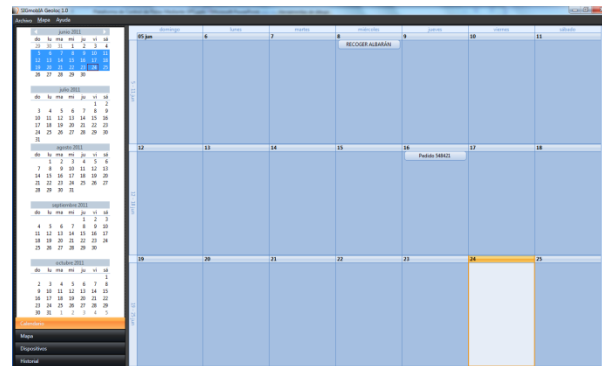 Archivo Mapa Ayuda
junio 2011
do lu ma mi ju vi sá
29 30 31 1 2 3 4
5 6 7 8 9 10 11
12 13 14 15 16 17 18
19 20 21 22 23 24 25
26 27 28 29 30
julio 2011
do lu ma mi ju vi sá
1 2
3 4 5 6 7 8 9
10 11 12 13 14 15 16
17 18 19 20 21 22 23
24 25 26 27 28 29 30
31
agosto 2011
do lu ma mi ju vi sá
1 2 3 4 5 6
7 8 9 10 11 12 13
14 15 16 17 18 19 20
21 22 23 24 25 26 27
28 29 30 31
septiembre 2011
do lu ma mi ju vi sá
1 2 3
4 5 6 7 8 9 10
11 12 13 14 15 16 17
18 19 20 21 22 23 24
25 26 27 28 29 30
octubre 2011
do lu ma mi ju vi sá
1
2 3 4 5 6 7 8
9 10 11 12 13 14 15
16 17 18 19 20 21 22
23 24 25 26 27 28 29
30 31 1 2 3 4 5
Calendario
Mapa
Dispositivos
Historial
domingo lunes martes miércoles jueves viernes sábado
05 jun 6 7 8 9 10 11
RECOGER ALBARÁN
12 13 14 15 16 17 18
Pedido 548421
19 20 21 22 23 24 25